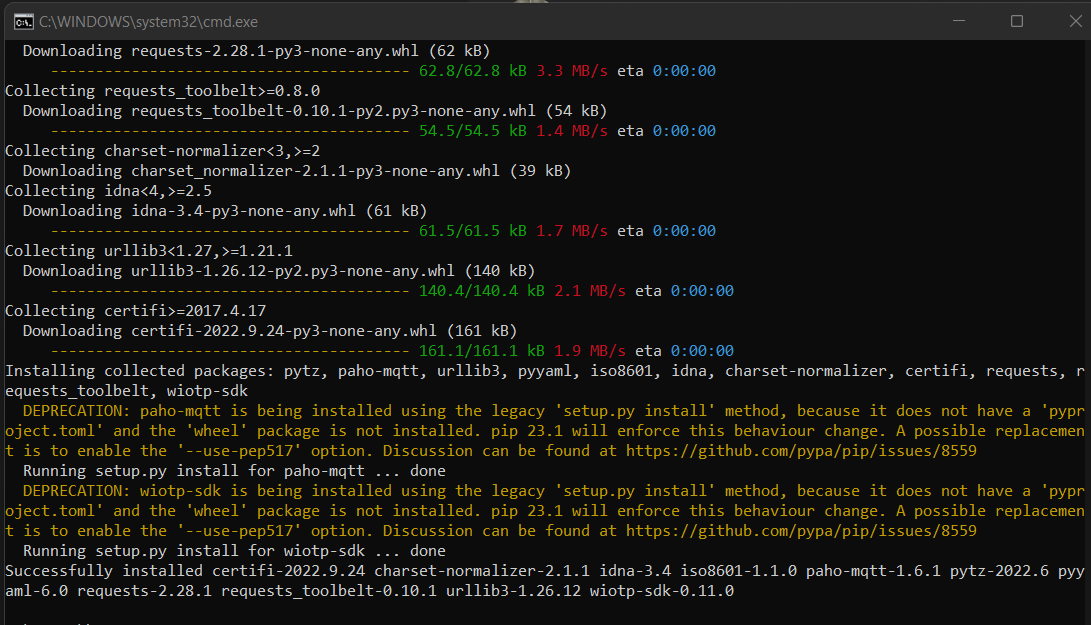 C:\WINDOWS\system32\cmd.exe
Downloading requests-2.28.1-py3-none-any.whl (62 kB)
---------------------------------------- 62.8/62.8 kB 3.3 MB/s eta 0:00:00
Collecting requests_toolbelt>=0.8.0
Downloading requests_toolbelt-0.10.1-py2.py3-none-any.whl (54 kB)
---------------------------------------- 54.5/54.5 kB 1.4 MB/s eta 0:00:00
Collecting charset-normalizer<3,>=2
Downloading charset_normalizer-2.1.1-py3-none-any.whl (39 kB)
Collecting idna<4,>=2.5
Downloading idna-3.4-py3-none-any.whl (61 kB)
---------------------------------------- 61.5/61.5 kB 1.7 MB/s eta 0:00:00
Collecting urllib3<1.27,>=1.21.1
Downloading urllib3-1.26.12-py2.py3-none-any.whl (140 kB)
---------------------------------------- 140.4/140.4 kB 2.1 MB/s eta 0:00:00
Collecting certifi>=2017.4.17
Downloading certifi-2022.9.24-py3-none-any.whl (161 kB)
---------------------------------------- 161.1/161.1 kB 1.9 MB/s eta 0:00:00
Installing collected packages: pytz, paho-mqtt, urllib3, pyyaml, iso8601, idna, charset-normalizer, certifi, requests, r
equests_toolbelt, wiotp-sdk
DEPRECATION: paho-mqtt is being installed using the legacy 'setup.py install' method, because it does not have a 'pypr
oject.toml' and the 'wheel' package is not installed. pip 23.1 will enforce this behaviour change. A possible replacemen
t is to enable the '--use-pep517' option. Discussion can be found at https://github.com/pypa/pip/issues/8559
Running setup.py install for paho-mqtt ... done
DEPRECATION: wiotp-sdk is being installed using the legacy 'setup.py install' method, because it does not have a 'pypr
oject.toml' and the 'wheel' package is not installed. pip 23.1 will enforce this behaviour change. A possible replacemen
t is to enable the '--use-pep517' option. Discussion can be found at https://github.com/pypa/pip/issues/8559
Running setup.py install for wiotp-sdk ... done
Successfully installed certifi-2022.9.24 charset-normalizer-2.1.1 idna-3.4 iso8601-1.1.0 paho-mqtt-1.6.1 pytz-2022.6 pyy
aml-6.0 requests-2.28.1 requests_toolbelt-0.10.1 urllib3-1.26.12 wiotp-sdk-0.11.0